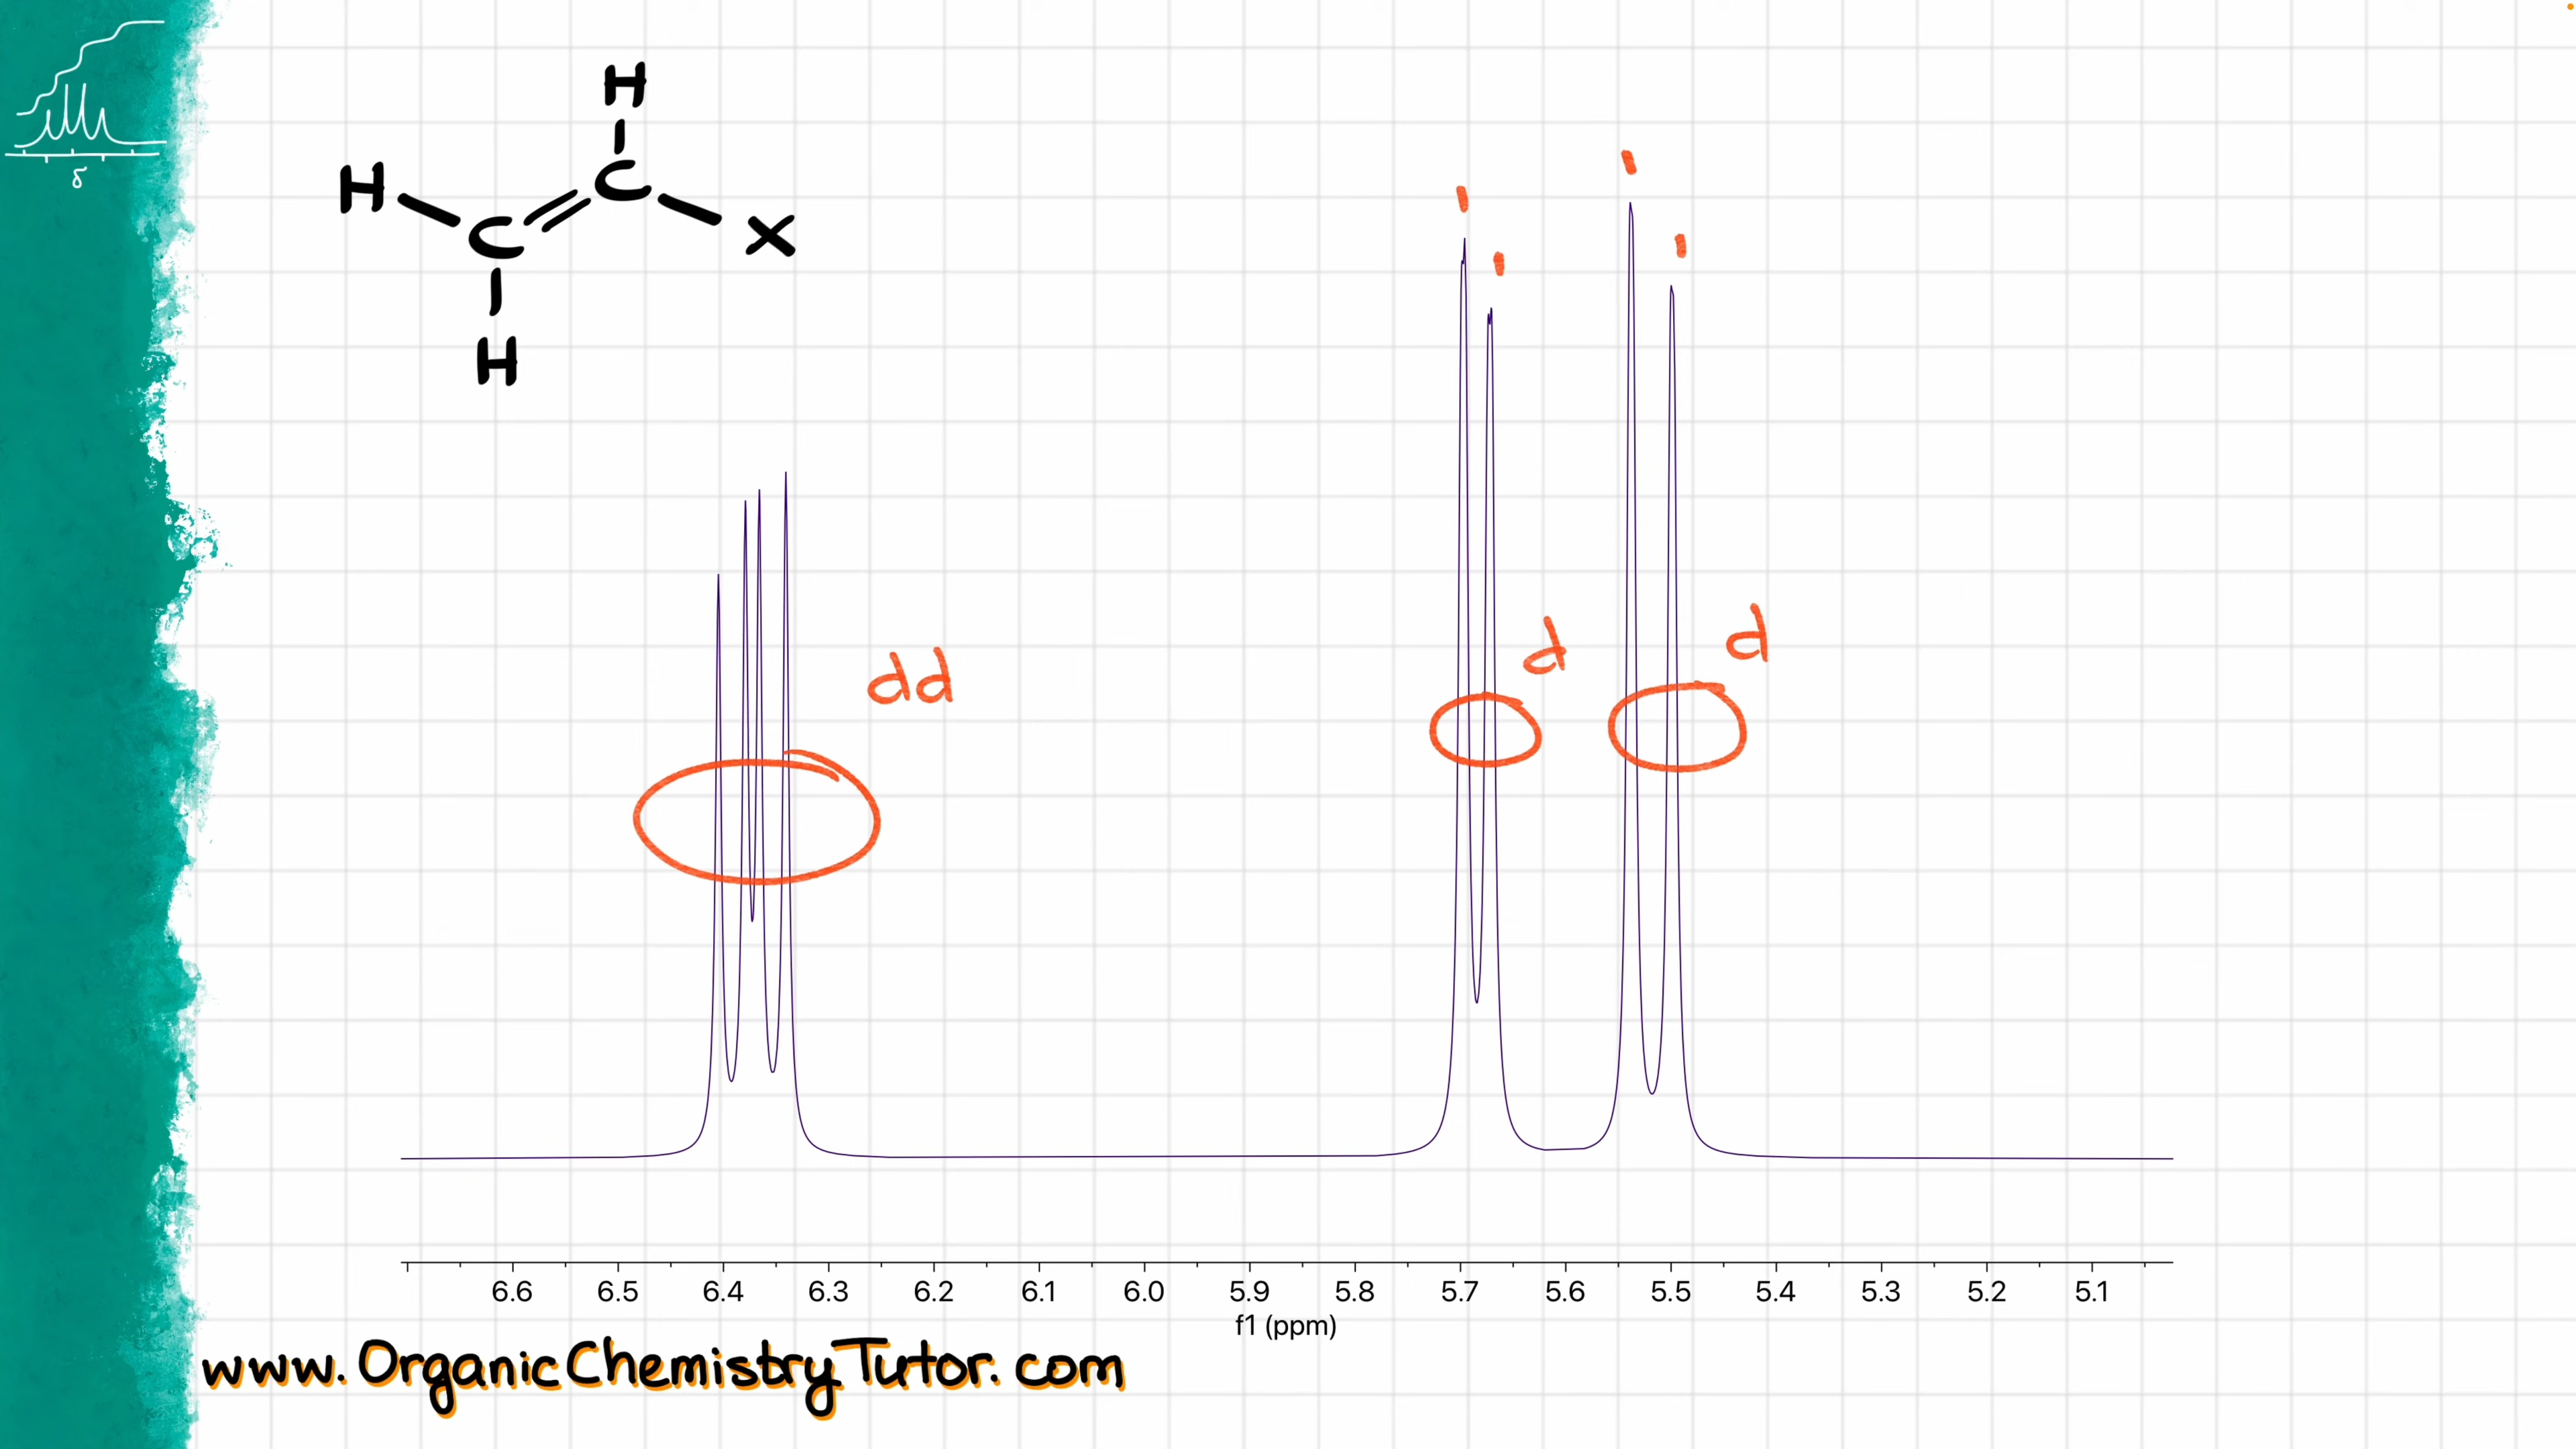 δ
H
H
C
C
X
H
dd
d
d
6.6 6.5 6.4 6.3 6.2 6.1 6.0 5.9 5.8 5.7 5.6 5.5 5.4 5.3 5.2 5.1
f1 (ppm)
www.OrganicChemistryTutor.com